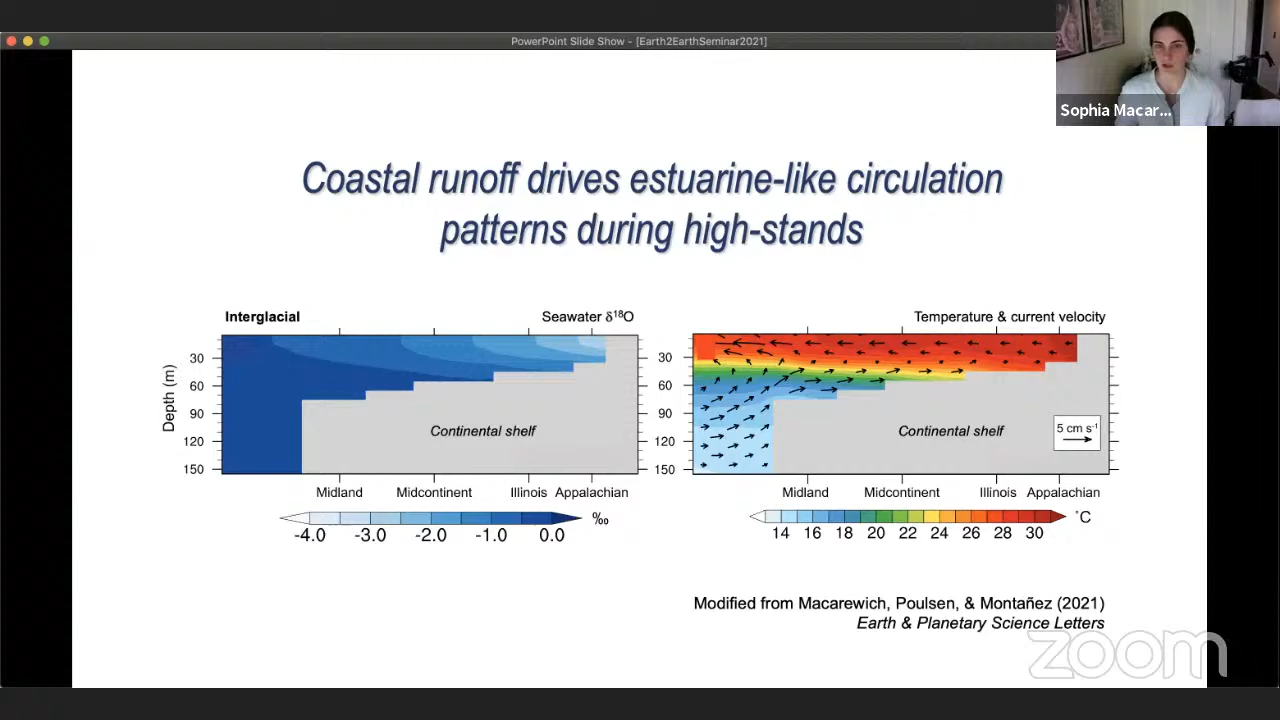 PowerPoint Slide Show - [Earth2EarthSeminar2021]
Sophia Macar...
Coastal runoff drives estuarine-like circulation
patterns during high-stands
Interglacial
Seawater δ¹⁸O
Depth (m)
30
60
90
120
150
Continental shelf
Midland
Midcontinent
Illinois
Appalachian
-4.0 -3.0 -2.0 -1.0 0.0 ‰
Temperature & current velocity
30
60
90
120
150
Continental shelf
5 cm s⁻¹
Midland
Midcontinent
Illinois
Appalachian
14 16 18 20 22 24 26 28 30 ˚C
Modified from Macarewich, Poulsen, & Montañez (2021)
Earth & Planetary Science Letters
zoom